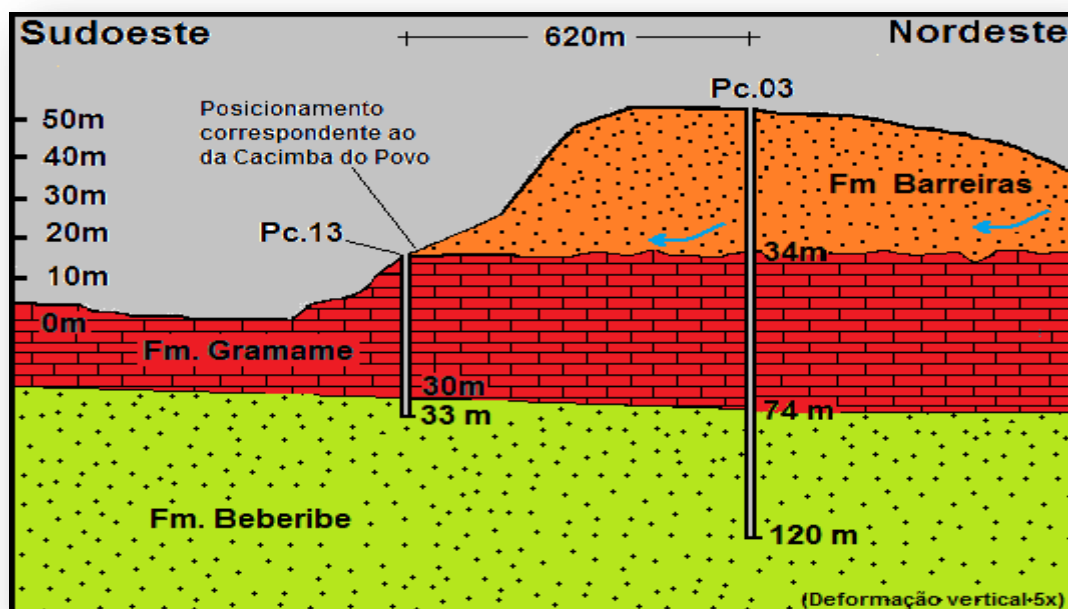 Sudoeste
620m
Nordeste
Pc.03
Posicionamento
correspondente ao
da Cacimba do Povo
50m
40m
30m
20m
10m
0m
Pc.13
Fm Barreiras
34m
Fm. Gramame
30m
33 m
74 m
Fm. Beberibe
120 m
(Deformação vertical+5x)